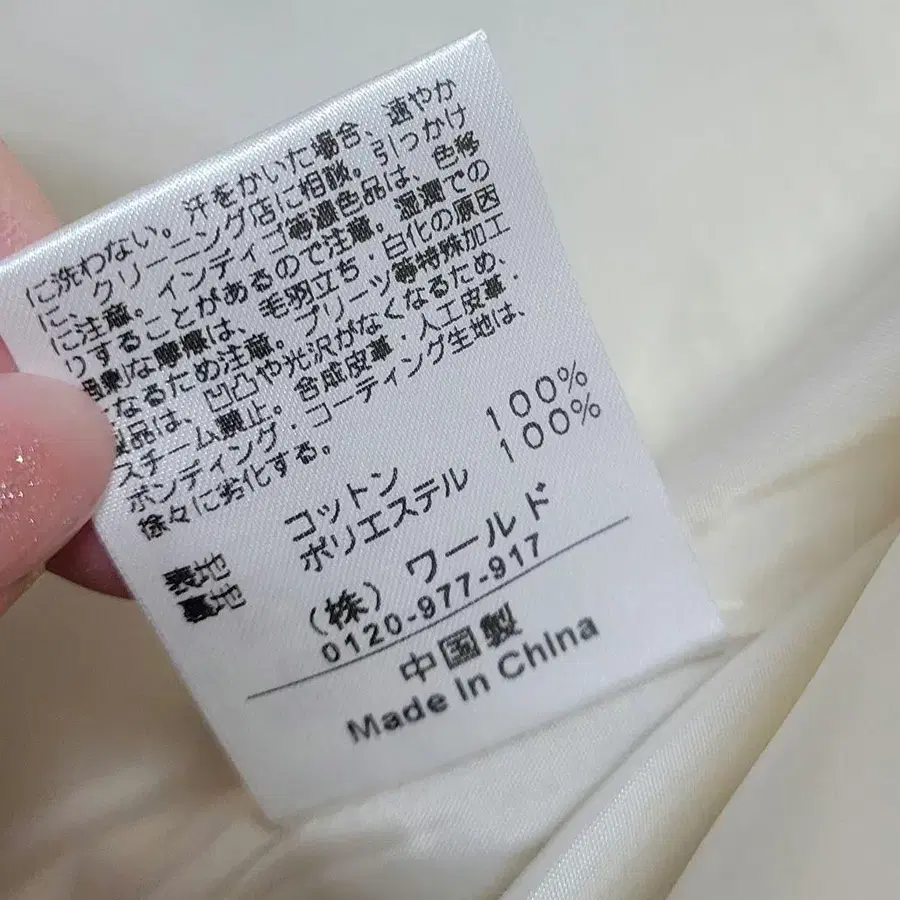 に洗わない。汗をかいた場合、速やか
に、クリーニング店に相談。引っかけ
に注意。インディゴ等濃色品は、色移
りすることがあるので注意。湿潤での
な摩擦は、毛羽立ち・白化の原因
なるため注意。プリーツ等特殊加工
製品は、凹凸や光沢がなくなるため、
スチーム禁止。合成皮革・人工皮革・
ボンディング・コーティング生地は、
徐々に劣化する。
表地 コットン 100%
裏地 ポリエステル 100%
(株) ワールド
0120-977-917
中国製
Made In China